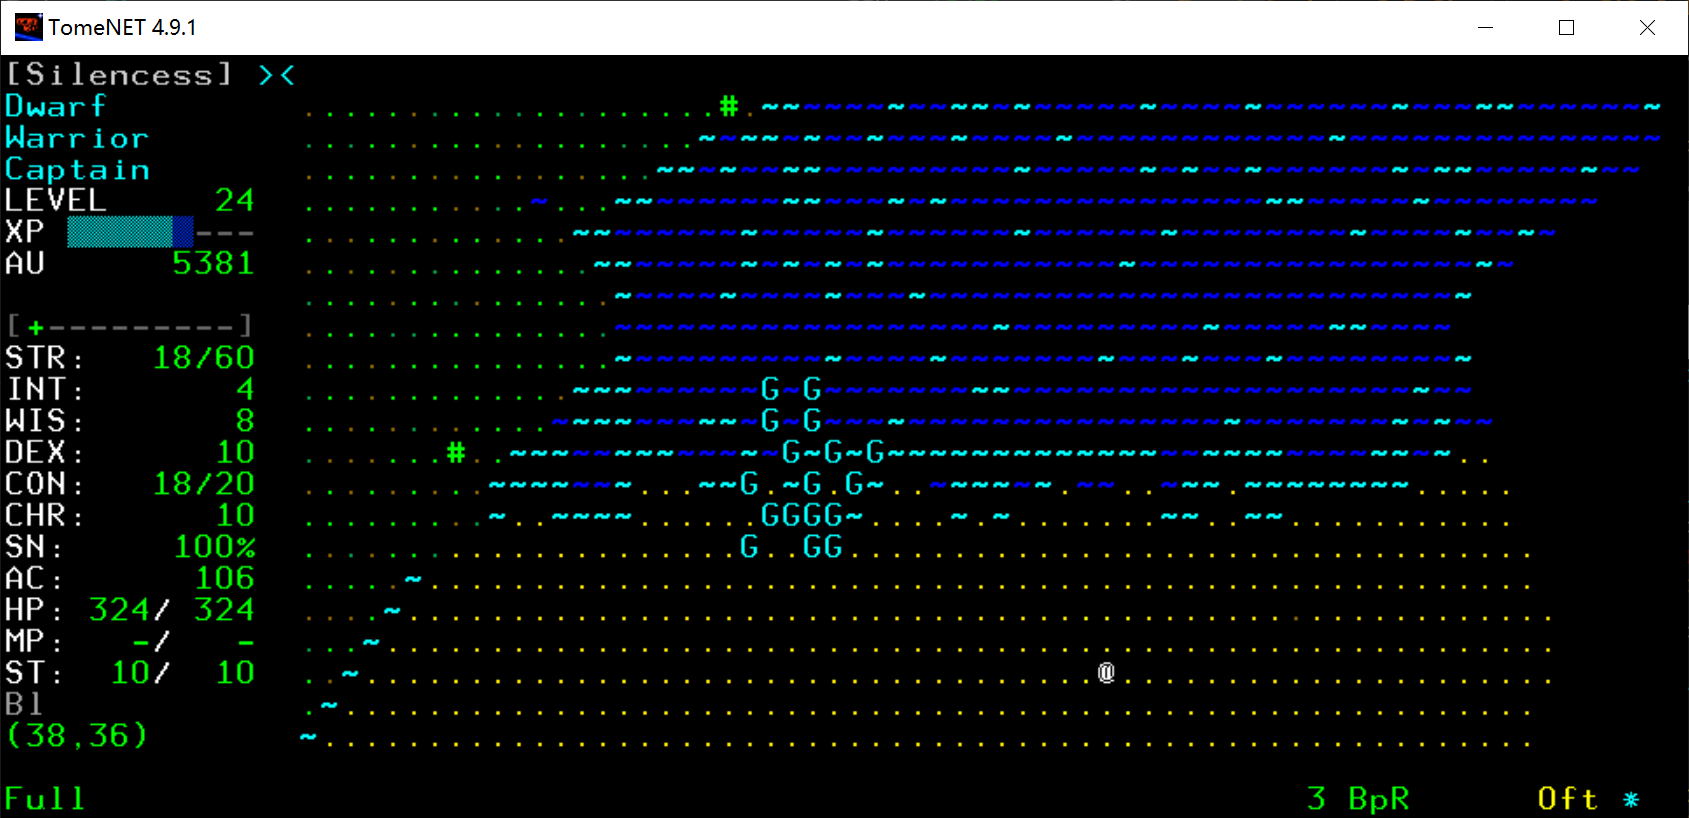 TomeNET 4.9.1
[Silencess] ><
Dwarf
Warrior
Captain
LEVEL 24
XP
AU 5381
[+---------]
STR: 18/60
INT: 4
WIS: 8
DEX: 10
CON: 18/20
CHR: 10
SN: 100%
AC: 106
HP: 324/ 324
MP: -/ -
ST: 10/ 10
Bl
(38,36)
G G
G G
G G G
G G G
GGGG
G GG
@
Full 3 BpR 0ft *